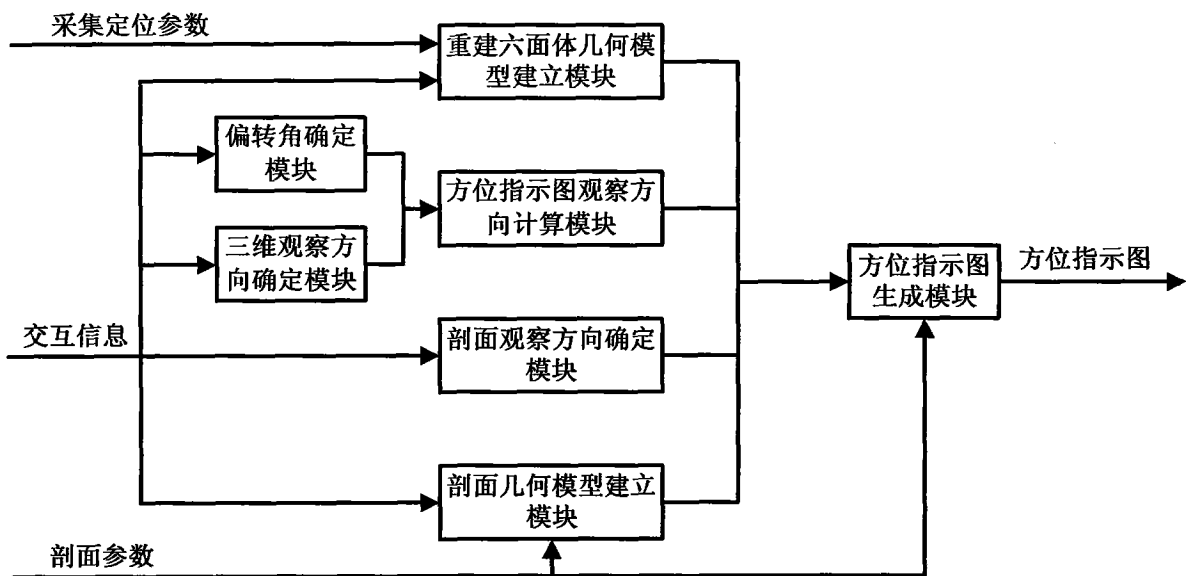 采集定位参数
重建六面体几何模
型建立模块
偏转角确定
模块
方位指示图观察方
向计算模块
三维观察方
向确定模块
方位指示图
生成模块
方位指示图
交互信息
剖面观察方向确定
模块
剖面几何模型建立
模块
剖面参数